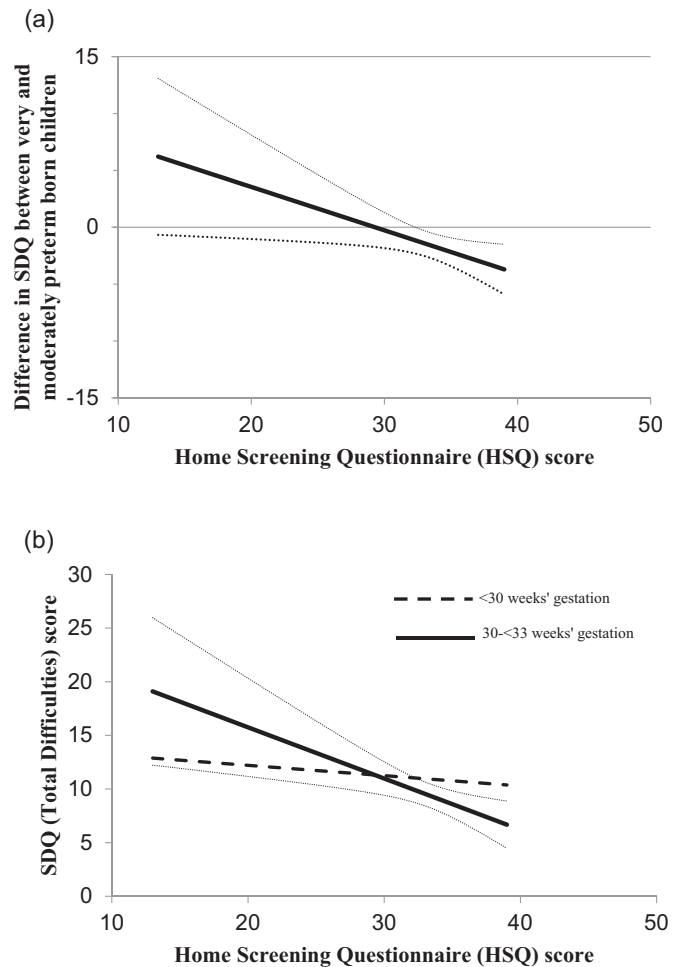 (a)
Difference in SDQ between very and
moderately preterm born children
15
0
-15
10 20 30 40 50
Home Screening Questionnaire (HSQ) score
(b)
SDQ (Total Difficulties) score
30
25
20
15
10
5
0
<30 weeks' gestation
30-<33 weeks' gestation
10 20 30 40 50
Home Screening Questionnaire (HSQ) score